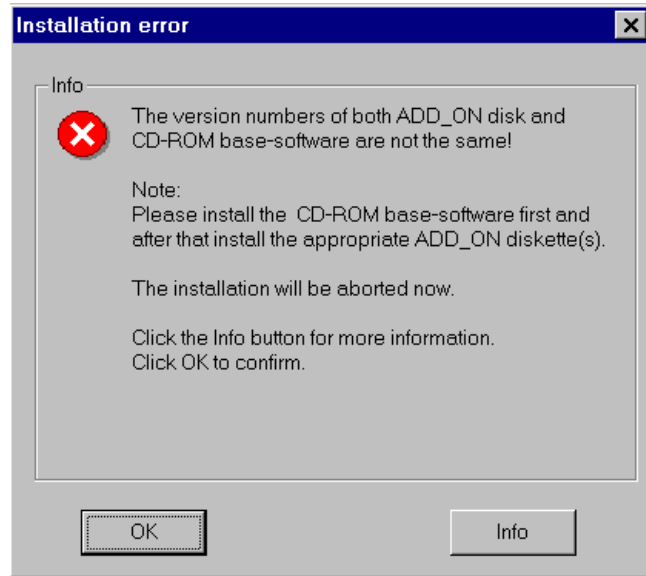 Installation error
Info
The version numbers of both ADD_ON disk and
CD-ROM base-software are not the same!
Note:
Please install the  CD-ROM base-software first and
after that install the appropriate ADD_ON diskette(s).
The installation will be aborted now.
Click the Info button for more information.
Click OK to confirm.
OK
Info